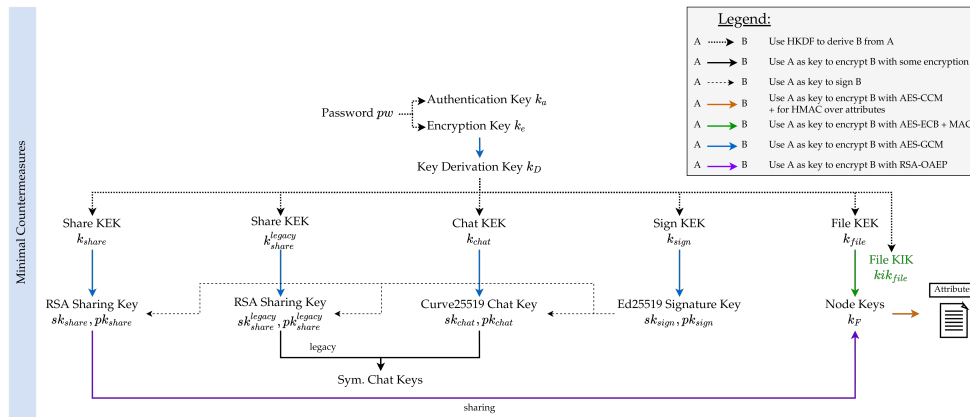 Minimal Countermeasures
Legend:
A B Use HKDF to derive B from A
A B Use A as key to encrypt B with some encryption
A B Use A as key to sign B
A B Use A as key to encrypt B with AES-CCM
+ for HMAC over attributes
A B Use A as key to encrypt B with AES-ECB + MAC
A B Use A as key to encrypt B with AES-GCM
A B Use A as key to encrypt B with RSA-OAEP
Password pw
Authentication Key k_a
Encryption Key k_e
Key Derivation Key k_D
Share KEK
k_share
Share KEK
k_share^legacy
Chat KEK
k_chat
Sign KEK
k_sign
File KEK
k_file
File KIK
kik_file
RSA Sharing Key
sk_share, pk_share
RSA Sharing Key
sk_share^legacy, pk_share^legacy
Curve25519 Chat Key
sk_chat, pk_chat
Ed25519 Signature Key
sk_sign, pk_sign
Node Keys
k_F
Attribute
legacy
Sym. Chat Keys
sharing